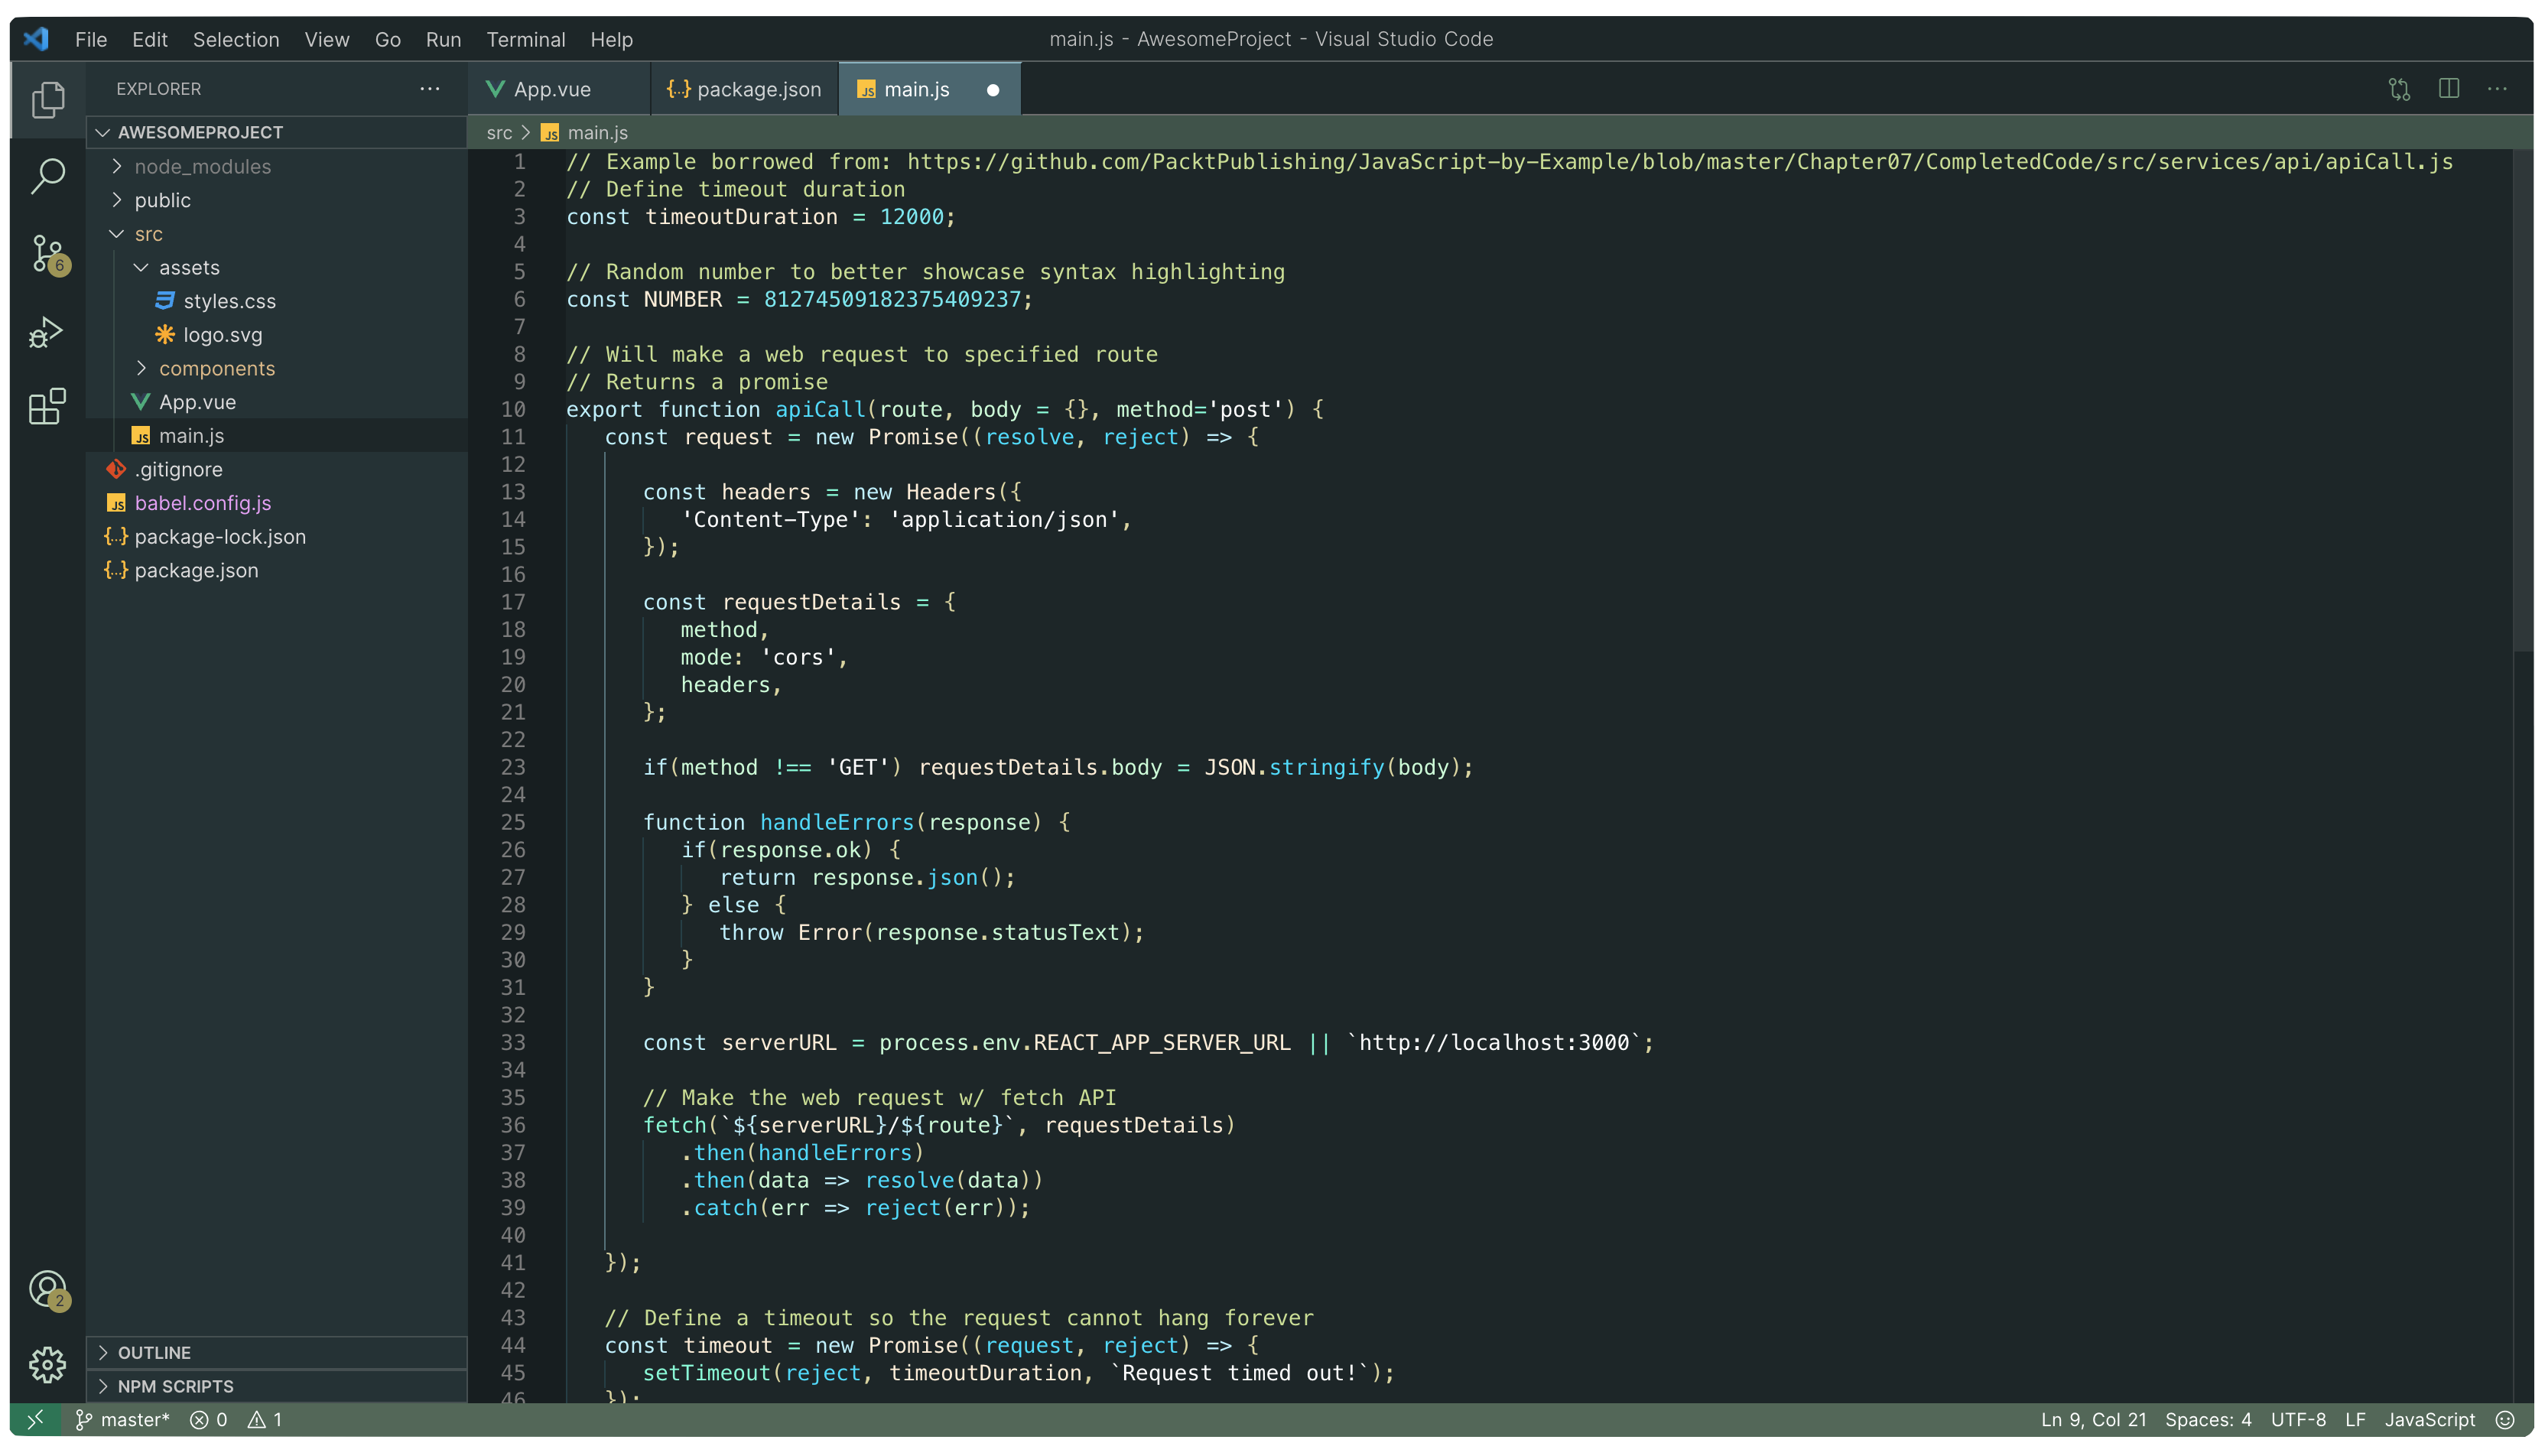 File Edit Selection View Go Run Terminal Help
main.js - AwesomeProject - Visual Studio Code
EXPLORER
AWESOMEPROJECT
node_modules
public
src
assets
styles.css
logo.svg
components
App.vue
main.js
.gitignore
babel.config.js
package-lock.json
package.json
OUTLINE
NPM SCRIPTS
6
2
App.vue
package.json
main.js
src > main.js
1 // Example borrowed from: https://github.com/PacktPublishing/JavaScript-by-Example/blob/master/Chapter07/CompletedCode/src/services/api/apiCall.js
2 // Define timeout duration
3 const timeoutDuration = 12000;
4
5 // Random number to better showcase syntax highlighting
6 const NUMBER = 81274509182375409237;
7
8 // Will make a web request to specified route
9 // Returns a promise
10 export function apiCall(route, body = {}, method='post') {
11 const request = new Promise((resolve, reject) => {
12
13 const headers = new Headers({
14 'Content-Type': 'application/json',
15 });
16
17 const requestDetails = {
18 method,
19 mode: 'cors',
20 headers,
21 };
22
23 if(method !== 'GET') requestDetails.body = JSON.stringify(body);
24
25 function handleErrors(response) {
26 if(response.ok) {
27 return response.json();
28 } else {
29 throw Error(response.statusText);
30 }
31 }
32
33 const serverURL = process.env.REACT_APP_SERVER_URL || `http://localhost:3000`;
34
35 // Make the web request w/ fetch API
36 fetch(`${serverURL}/${route}`, requestDetails)
37 .then(handleErrors)
38 .then(data => resolve(data))
39 .catch(err => reject(err));
40
41 });
42
43 // Define a timeout so the request cannot hang forever
44 const timeout = new Promise((request, reject) => {
45 setTimeout(reject, timeoutDuration, `Request timed out!`);
46 });
master* 0 1
Ln 9, Col 21 Spaces: 4 UTF-8 LF JavaScript